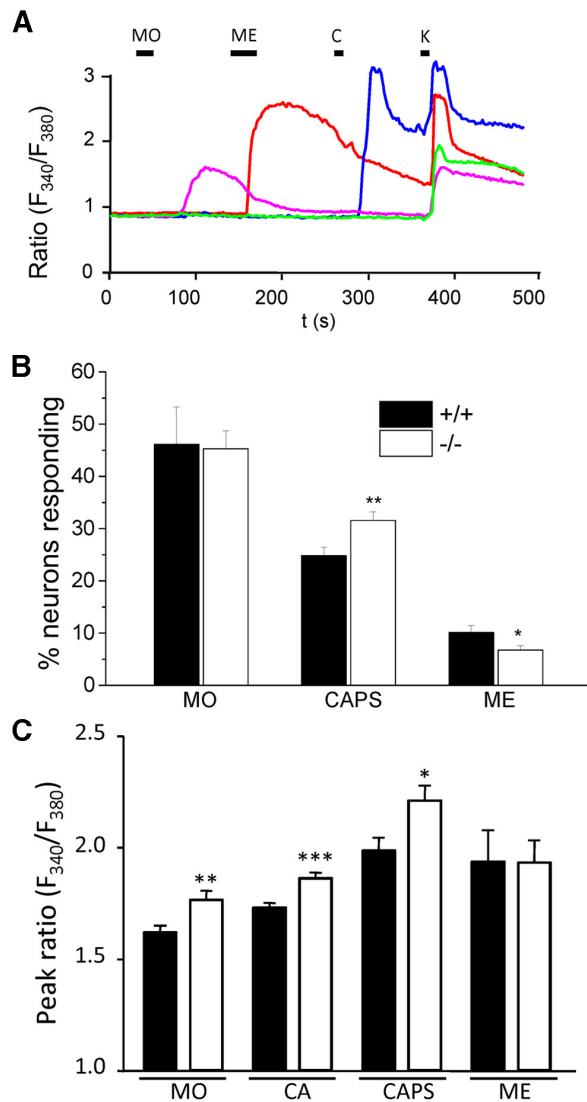 A
MO ME C K
Ratio (F340/F380)
3
2
1
0
0 100 200 300 400 500
t (s)
B
% neurons responding
60
50
40
30
20
10
0
+/+
-/-
**
*
MO CAPS ME
C
Peak ratio (F340/F380)
2.5
2.0
1.5
1.0
** *** *
MO CA CAPS ME